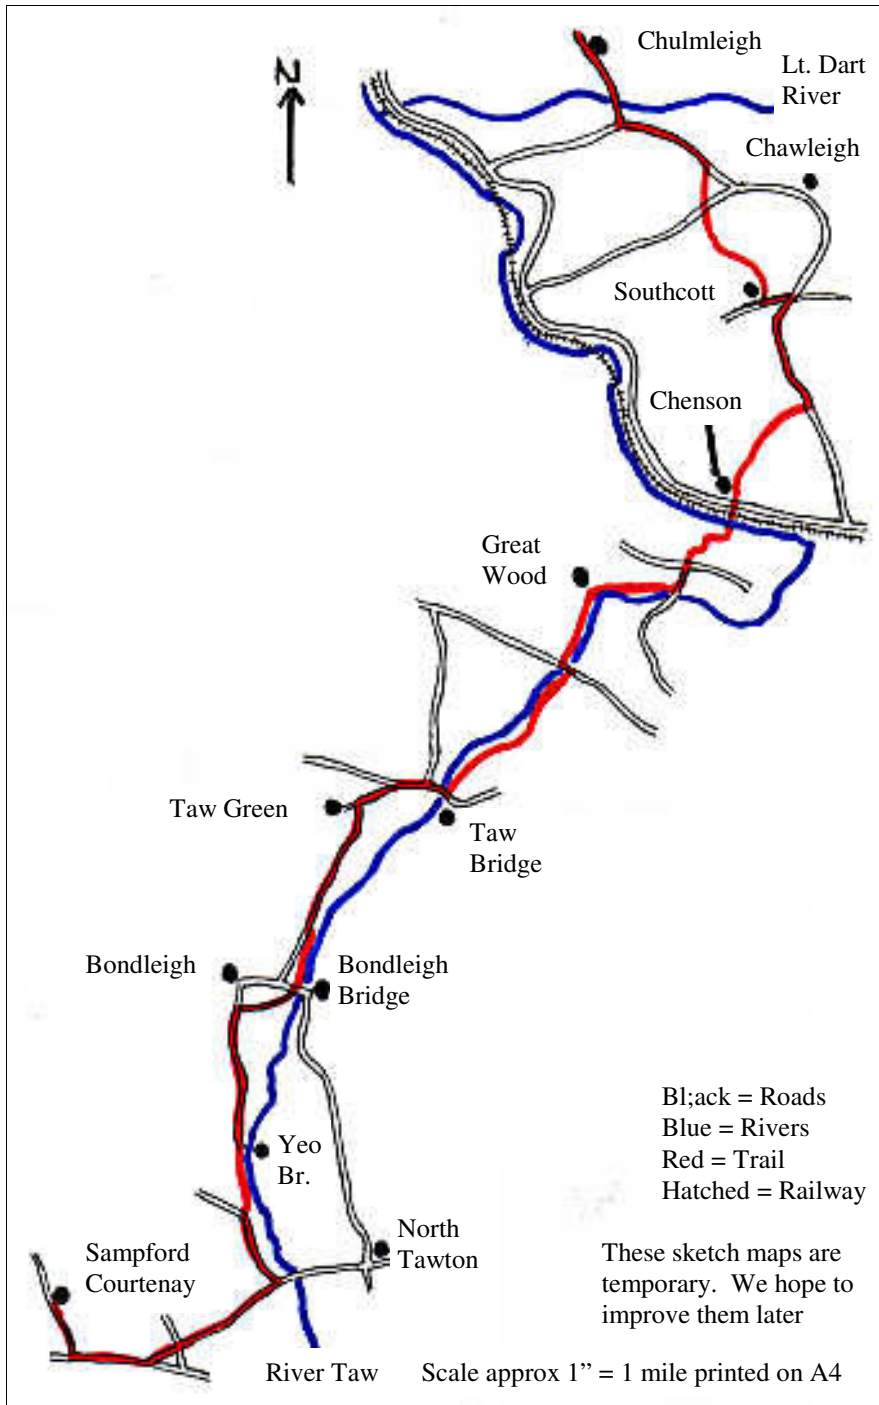 Chulmleigh
Lt. Dart
River
N
Chawleigh
Southcott
Chenson
Great
Wood
Taw Green
Taw
Bridge
Bondleigh
Bondleigh
Bridge
Bl;ack = Roads
Blue = Rivers
Red = Trail
Hatched = Railway
Yeo
Br.
North
Tawton
Sampford
Courtenay
These sketch maps are
temporary. We hope to
improve them later
River Taw
Scale approx 1” = 1 mile printed on A4